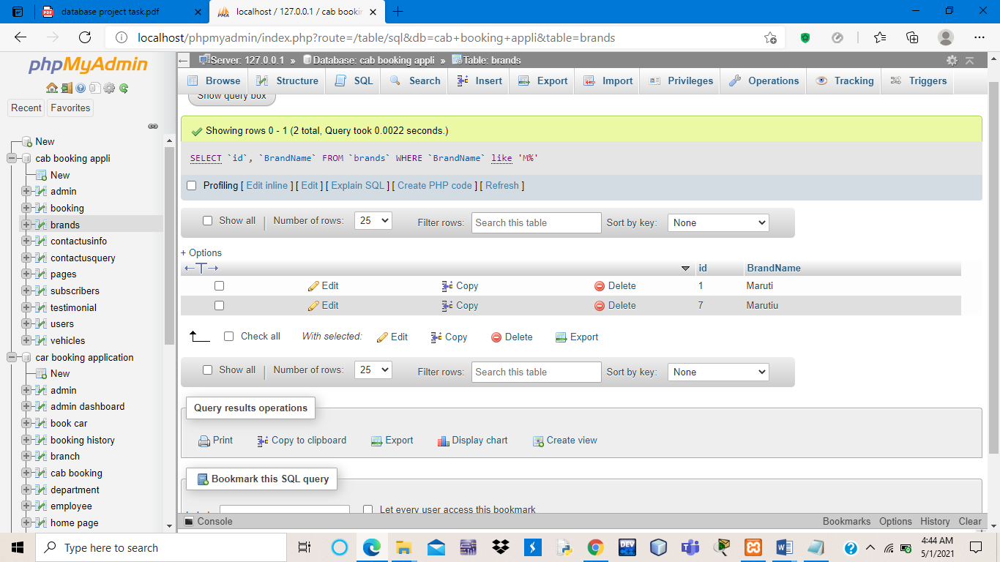 database project task.pdf
localhost / 127.0.0.1 / cab bookin
localhost/phpmyadmin/index.php?route=/table/sql&db=cab+booking+appli&table=brands
phpMyAdmin
Recent
Favorites
New
cab booking appli
New
admin
booking
brands
contactusinfo
contactusquery
pages
subscribers
testimonial
users
vehicles
car booking application
New
admin
admin dashboard
book car
booking history
branch
cab booking
department
employee
home page
Server: 127.0.0.1 » Database: cab booking appli » Table: brands
Browse Structure SQL Search Insert Export Import Privileges Operations Tracking Triggers
Show query box
Showing rows 0 - 1 (2 total, Query took 0.0022 seconds.)
SELECT `id`, `BrandName` FROM `brands` WHERE `BrandName` like 'M%'
Profiling [ Edit inline ] [ Edit ] [ Explain SQL ] [ Create PHP code ] [ Refresh ]
Show all Number of rows: 25 Filter rows: Search this table Sort by key: None
+ Options
id BrandName
Edit Copy Delete 1 Maruti
Edit Copy Delete 7 Marutiu
Check all With selected: Edit Copy Delete Export
Show all Number of rows: 25 Filter rows: Search this table Sort by key: None
Query results operations
Print Copy to clipboard Export Display chart Create view
Bookmark this SQL query
Let every user access this bookmark
Console Bookmarks Options History Clear
Type here to search
4:44 AM
5/1/2021